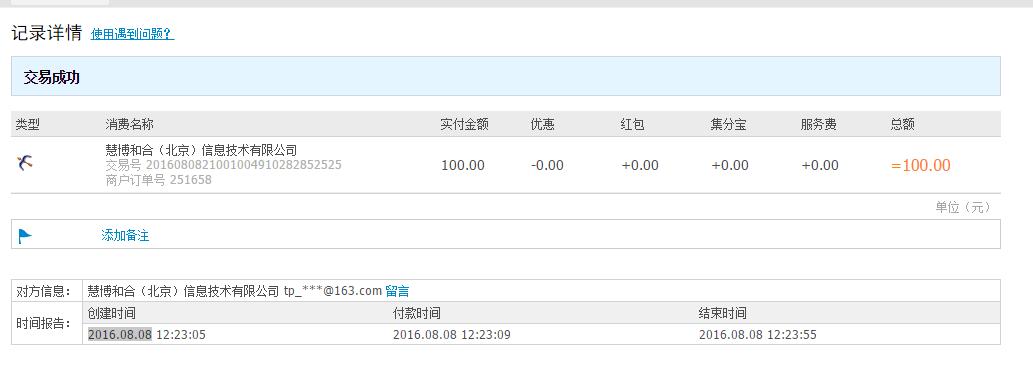 记录详情 使用遇到问题？
交易成功
类型 消费名称 实付金额 优惠 红包 集分宝 服务费 总额
慧博和合（北京）信息技术有限公司
交易号 2016080821001004910282852525
商户订单号 251658
100.00 -0.00 +0.00 +0.00 +0.00 =100.00
单位（元）
添加备注
对方信息： 慧博和合（北京）信息技术有限公司 tp_***@163.com 留言
时间报告： 创建时间 付款时间 结束时间
2016.08.08 12:23:05 2016.08.08 12:23:09 2016.08.08 12:23:55